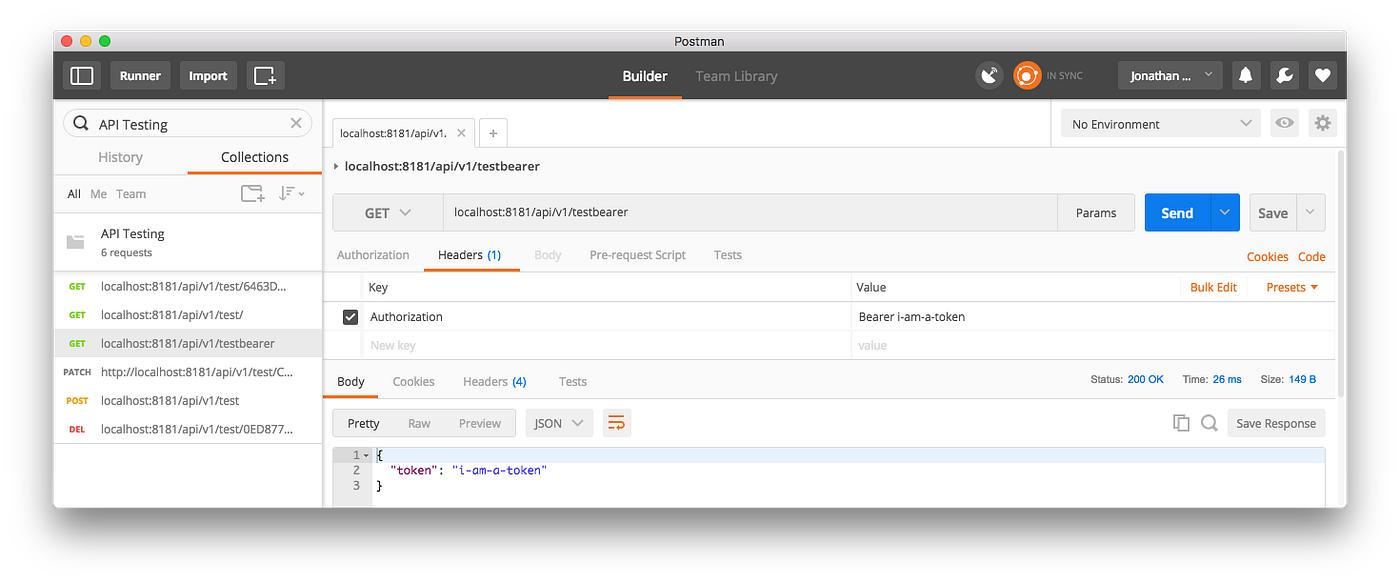 Postman
Runner
Import
Builder
Team Library
IN SYNC
Jonathan ...
API Testing
History
Collections
All
Me
Team
API Testing
6 requests
GET localhost:8181/api/v1/test/6463D...
GET localhost:8181/api/v1/test/
GET localhost:8181/api/v1/testbearer
PATCH http://localhost:8181/api/v1/test/C...
POST localhost:8181/api/v1/test
DEL localhost:8181/api/v1/test/0ED877...
localhost:8181/api/v1.
No Environment
localhost:8181/api/v1/testbearer
GET localhost:8181/api/v1/testbearer Params Send Save
Authorization Headers (1) Body Pre-request Script Tests Cookies Code
Key Value Bulk Edit Presets
Authorization Bearer i-am-a-token
New key value
Body Cookies Headers (4) Tests Status: 200 OK Time: 26 ms Size: 149 B
Pretty Raw Preview JSON Save Response
1 {
2 "token": "i-am-a-token"
3 }